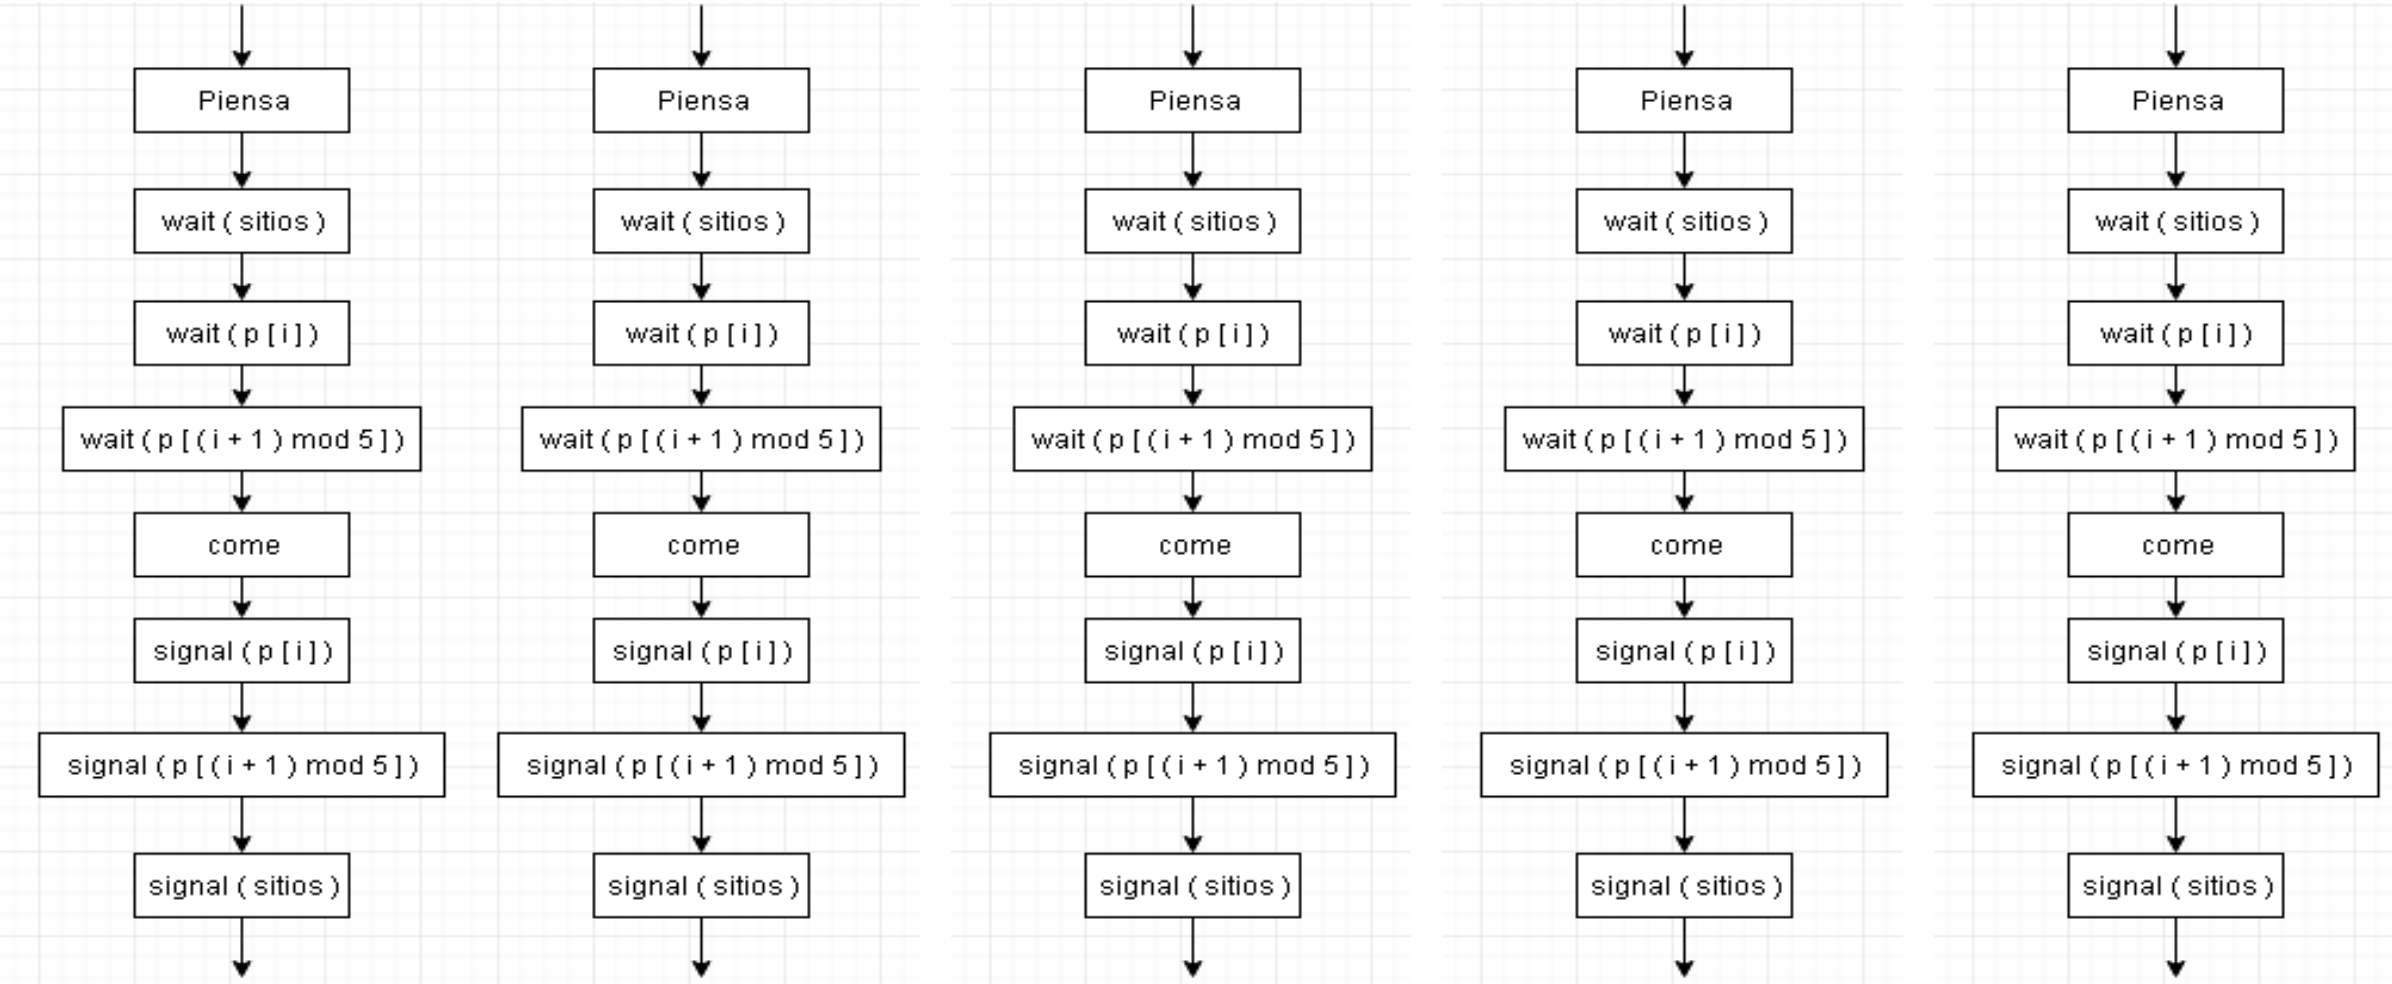 Piensa
wait ( sitios )
wait ( p [ i ] )
wait ( p [ ( i + 1 ) mod 5 ] )
come
signal ( p [ i ] )
signal ( p [ ( i + 1 ) mod 5 ] )
signal ( sitios )
Piensa
wait ( sitios )
wait ( p [ i ] )
wait ( p [ ( i + 1 ) mod 5 ] )
come
signal ( p [ i ] )
signal ( p [ ( i + 1 ) mod 5 ] )
signal ( sitios )
Piensa
wait ( sitios )
wait ( p [ i ] )
wait ( p [ ( i + 1 ) mod 5 ] )
come
signal ( p [ i ] )
signal ( p [ ( i + 1 ) mod 5 ] )
signal ( sitios )
Piensa
wait ( sitios )
wait ( p [ i ] )
wait ( p [ ( i + 1 ) mod 5 ] )
come
signal ( p [ i ] )
signal ( p [ ( i + 1 ) mod 5 ] )
signal ( sitios )
Piensa
wait ( sitios )
wait ( p [ i ] )
wait ( p [ ( i + 1 ) mod 5 ] )
come
signal ( p [ i ] )
signal ( p [ ( i + 1 ) mod 5 ] )
signal ( sitios )